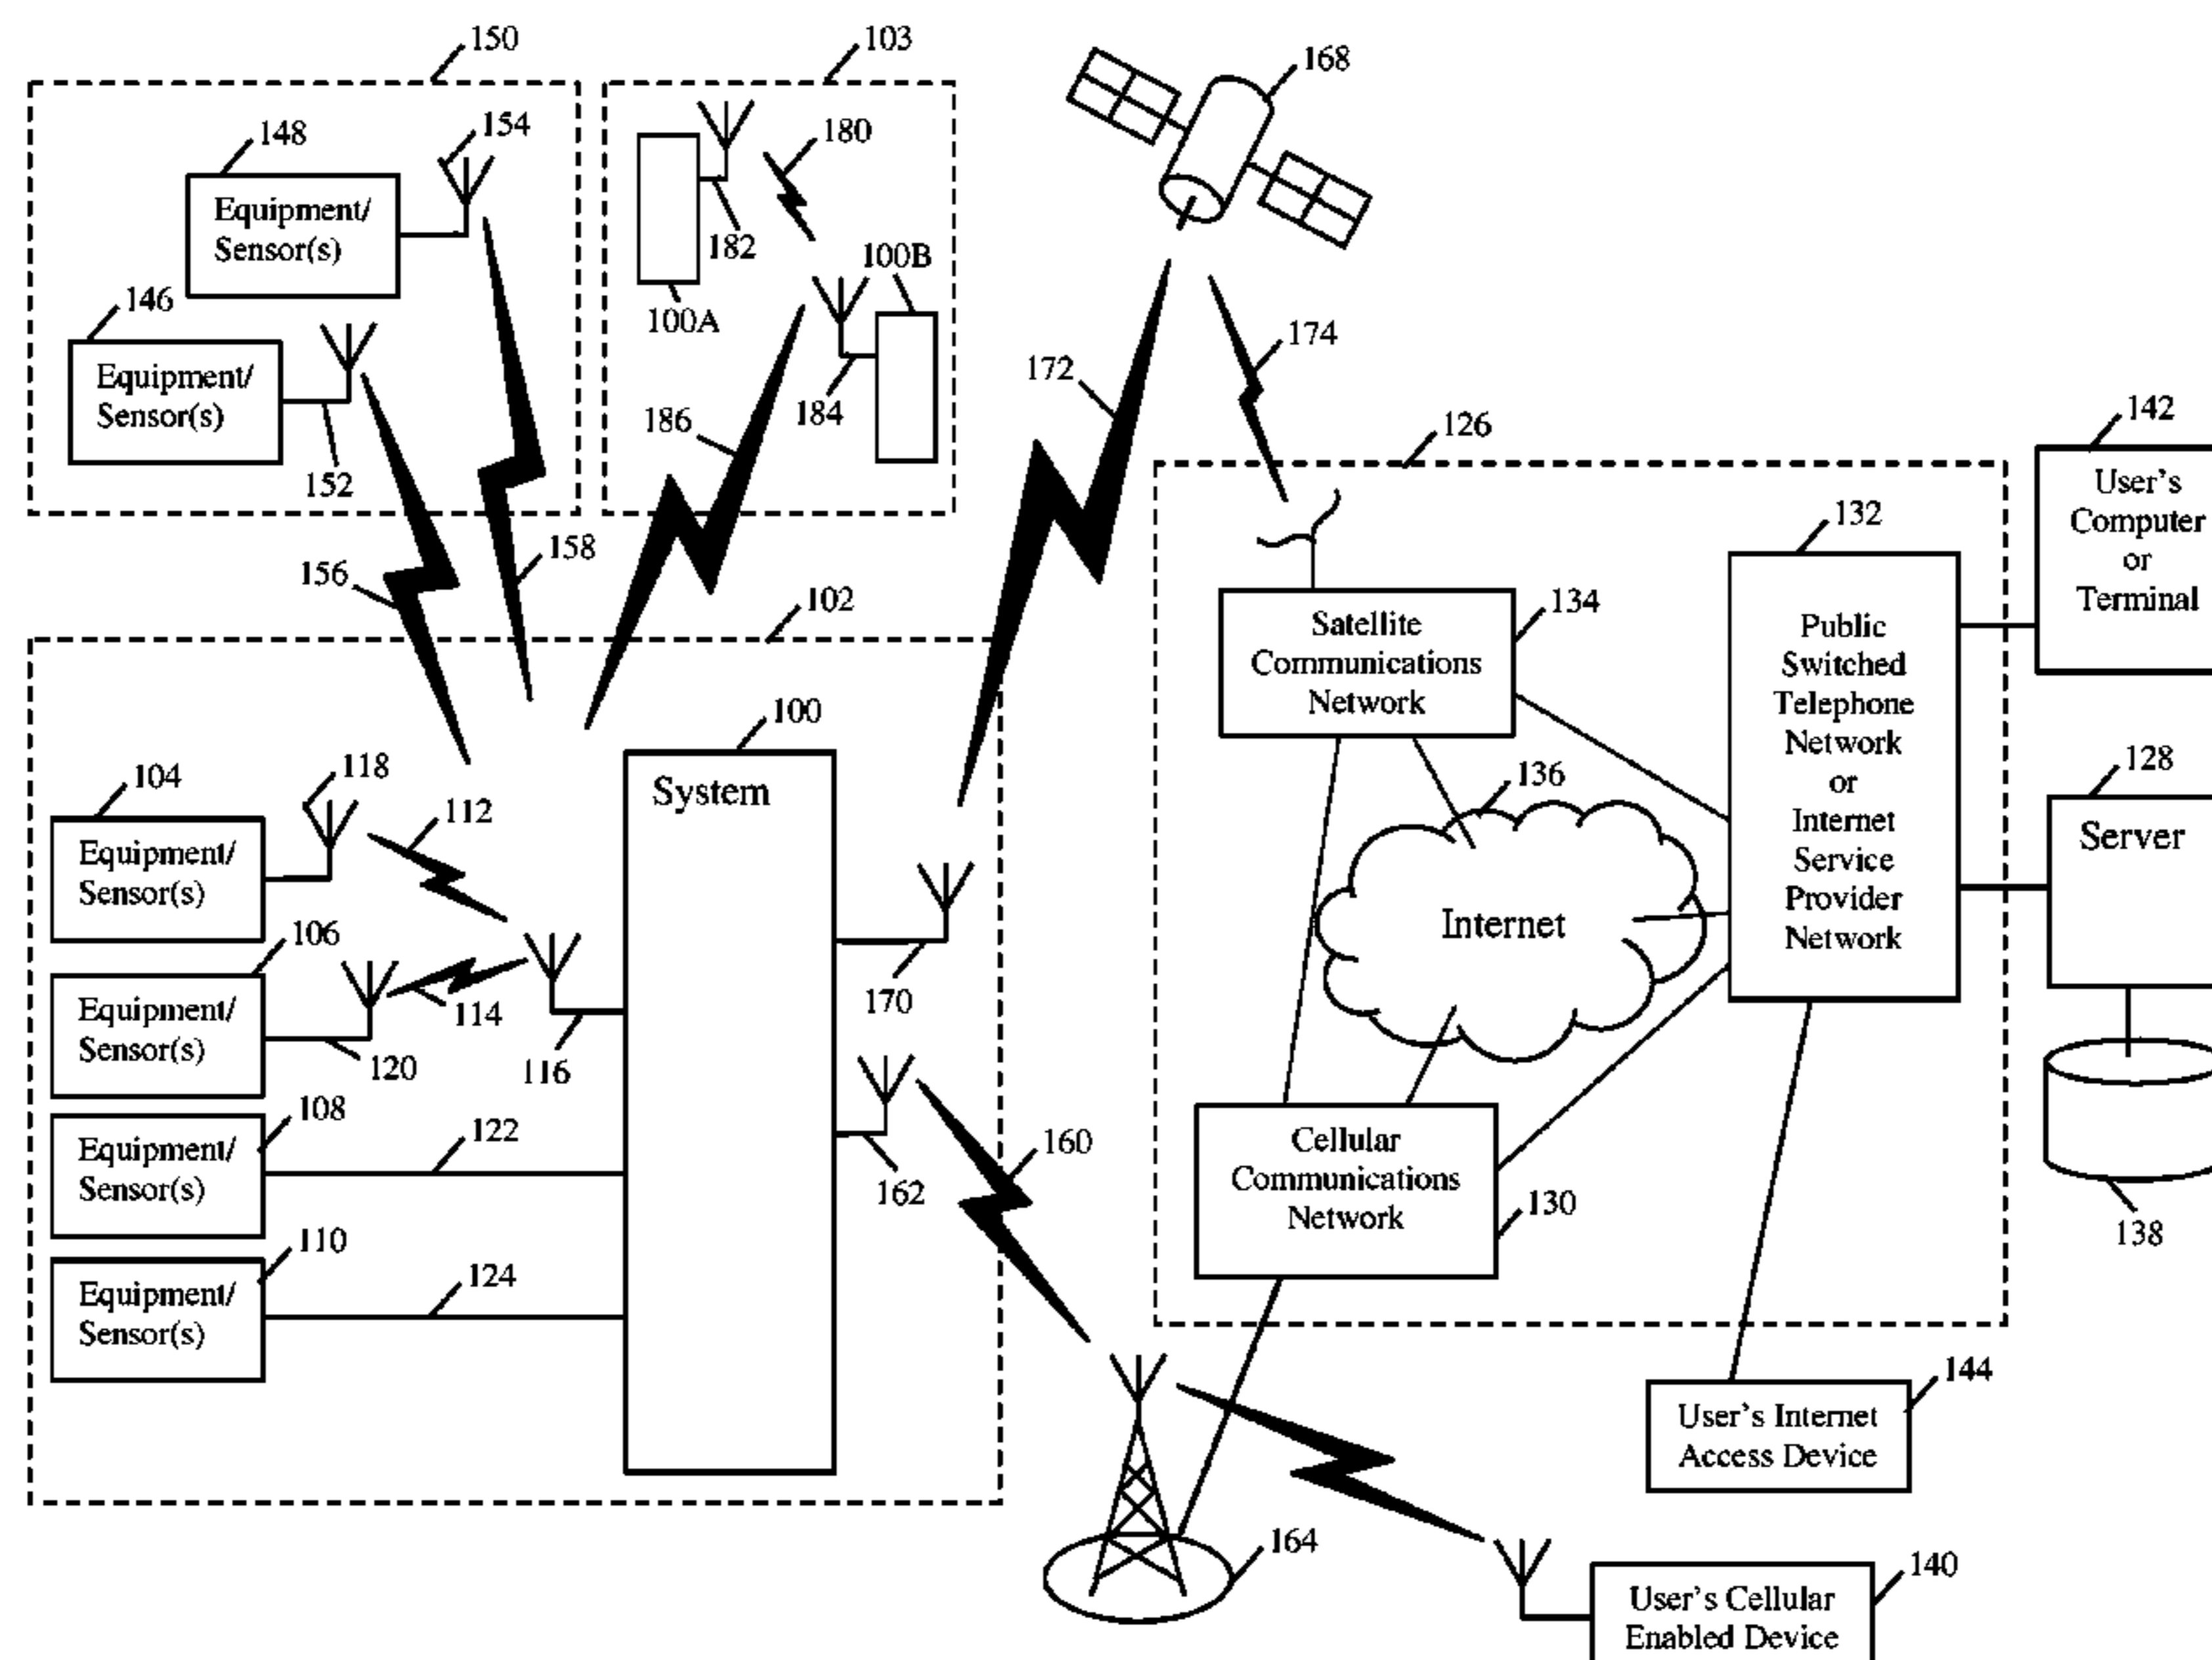 150
103
168
148
154
180
Equipment/
Sensor(s)
182
100B
146
100A
174
Equipment/
Sensor(s)
172
184
186
142
126
152
User's
Computer
or
Terminal
132
158
156
102
134
Satellite
Communications
Network
Public
Switched
Telephone
Network
or
Internet
Service
Provider
Network
100
System
118
104
136
128
112
Server
Equipment/
Sensor(s)
Internet
106
170
114
Equipment/
Sensor(s)
120
116
108
122
160
Cellular
Communications
Network
Equipment/
Sensor(s)
162
130
138
110
124
Equipment/
Sensor(s)
144
User's Internet
Access Device
164
140
User's Cellular
Enabled Device